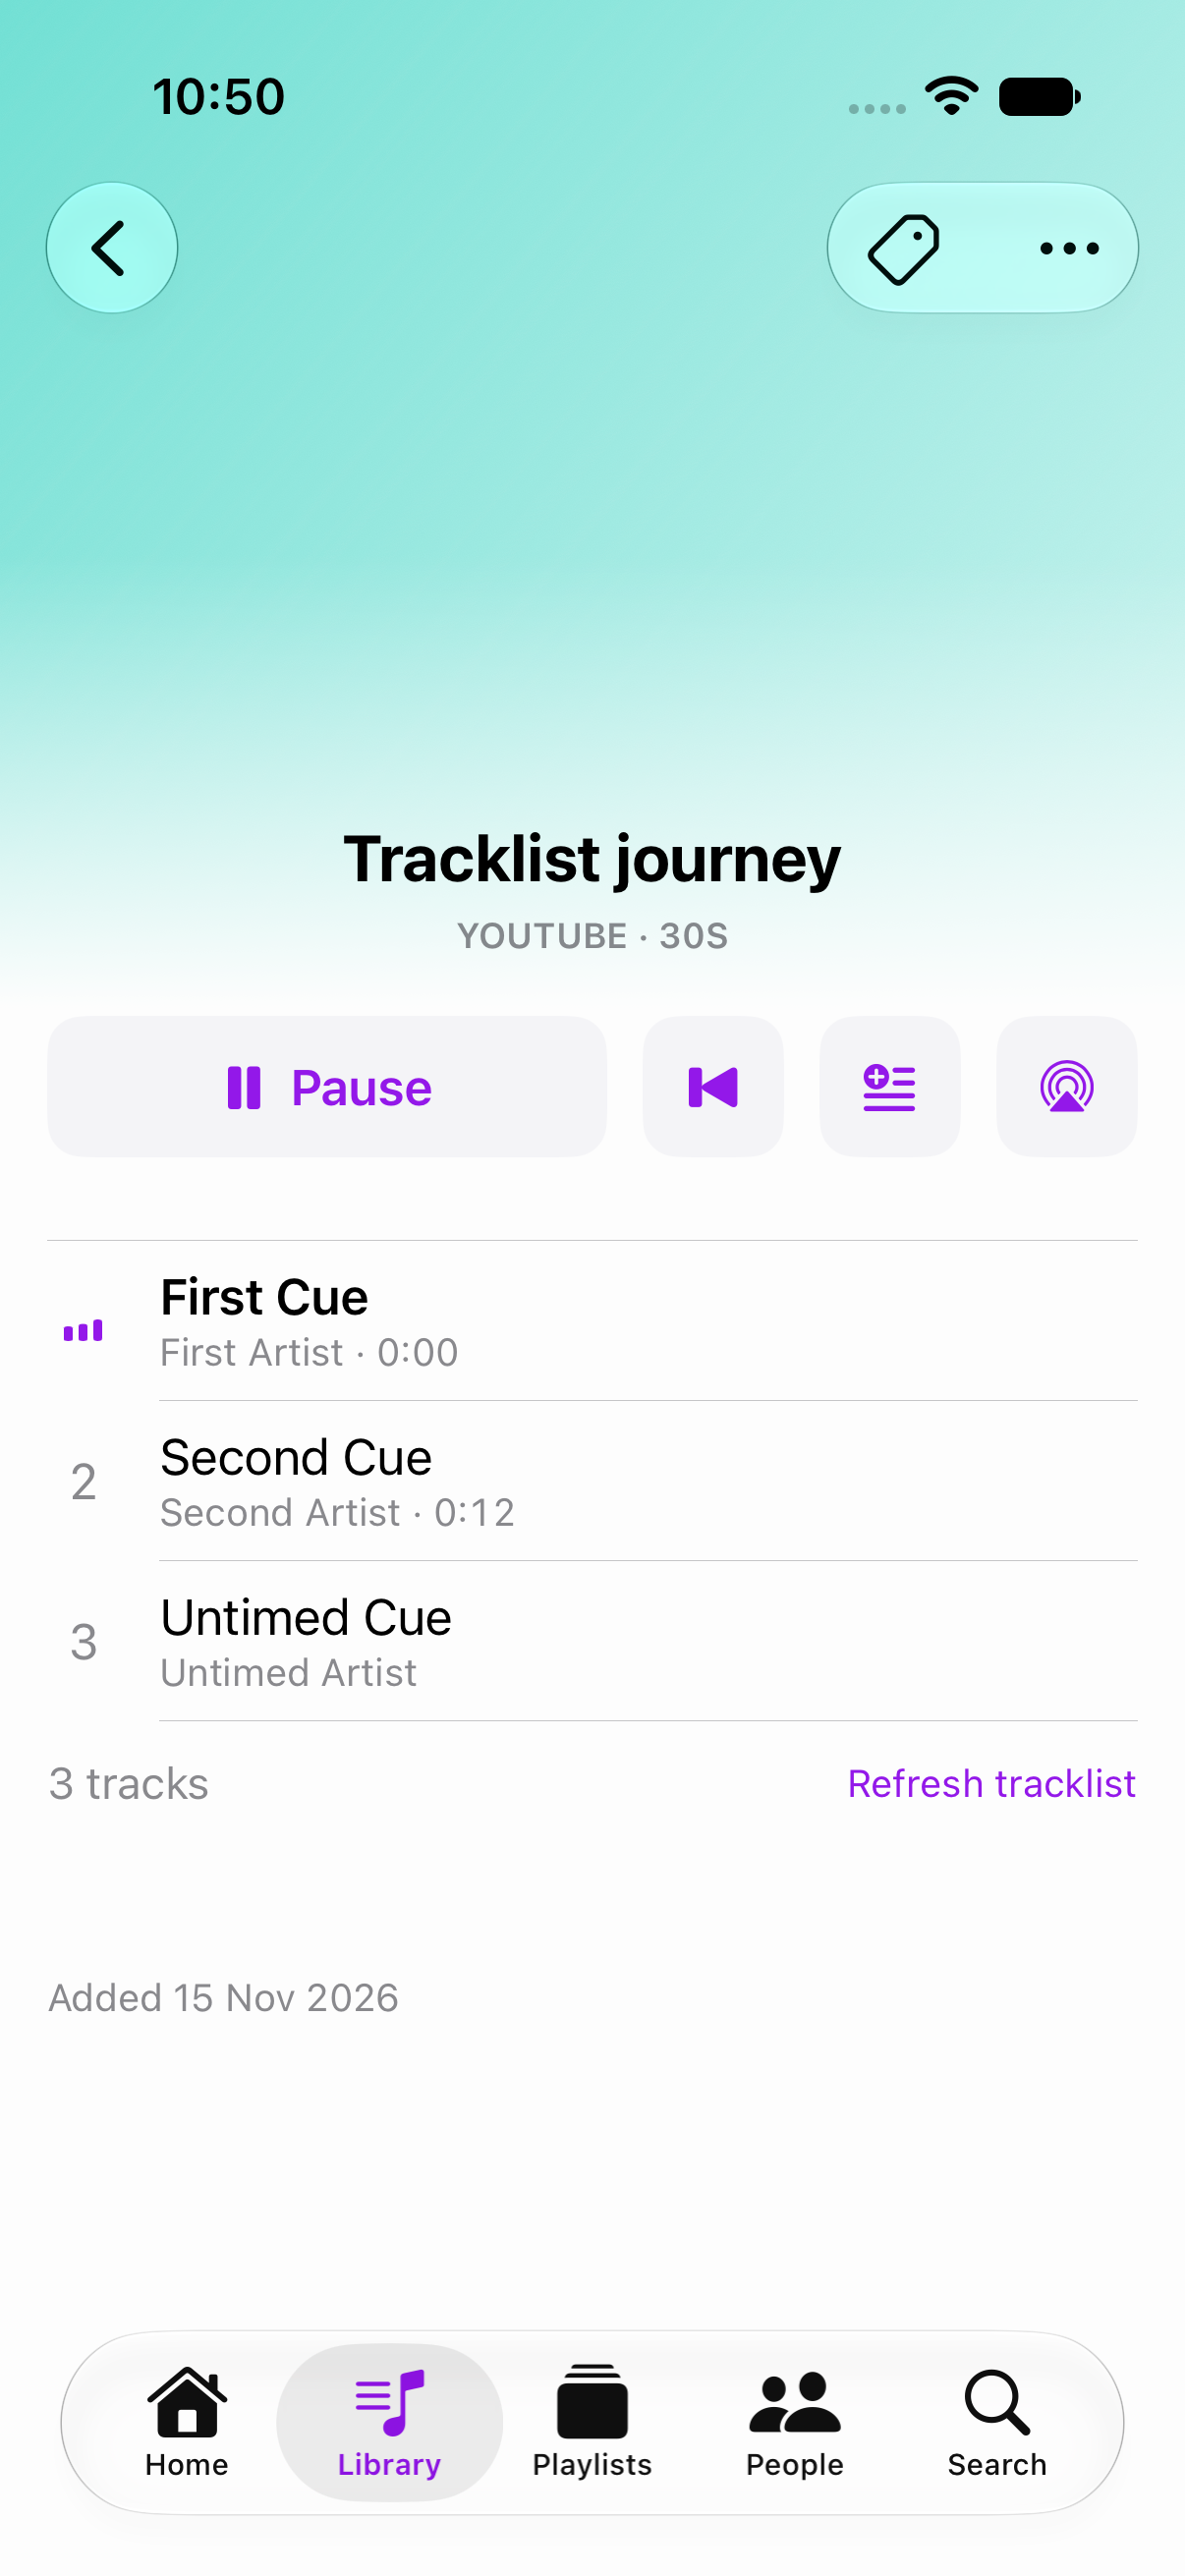 10:50
Tracklist journey
YOUTUBE · 30S
Pause
First Cue
First Artist · 0:00
2
Second Cue
Second Artist · 0:12
3
Untimed Cue
Untimed Artist
3 tracks
Refresh tracklist
Added 15 Nov 2026
Home
Library
Playlists
People
Search